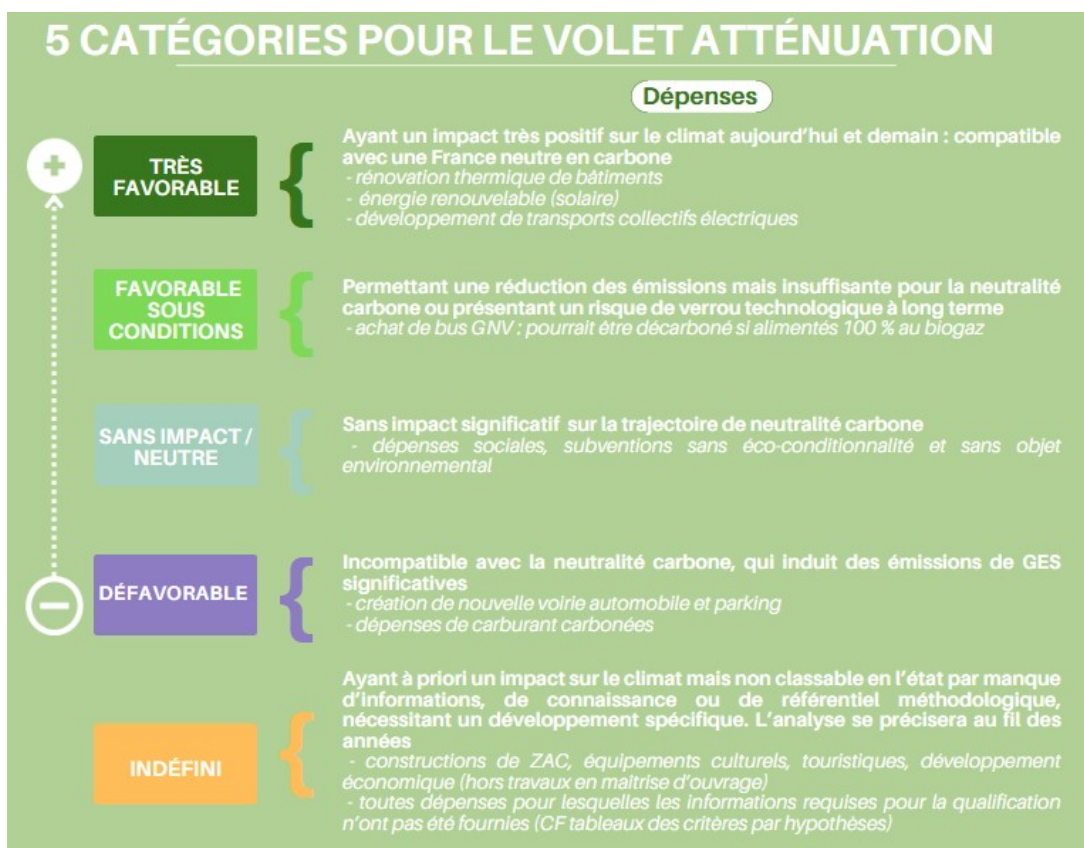 5 CATÉGORIES POUR LE VOLET ATTÉNUATION
Dépenses
TRÈS
FAVORABLE
Ayant un impact très positif sur le climat aujourd'hui et demain : compatible
avec une France neutre en carbone
- rénovation thermique de bâtiments
- énergie renouvelable (solaire)
- développement de transports collectifs électriques
FAVORABLE
SOUS
CONDITIONS
Permettant une réduction des émissions mais insuffisante pour la neutralité
carbone ou présentant un risque de verrou technologique à long terme
- achat de bus GNV : pourrait être décarboné si alimentés 100 % au biogaz
SANS IMPACT /
NEUTRE
Sans impact significatif sur la trajectoire de neutralité carbone
- dépenses sociales, subventions sans éco-conditionnalité et sans objet
environnemental
DÉFAVORABLE
Incompatible avec la neutralité carbone, qui induit des émissions de GES
significatives
- création de nouvelle voirie automobile et parking
- dépenses de carburant carbonées
INDÉFINI
Ayant à priori un impact sur le climat mais non classable en l'état par manque
d'informations, de connaissance ou de référentiel méthodologique,
nécessitant un développement spécifique. L'analyse se précisera au fil des
années
- constructions de ZAC, équipements culturels, touristiques, développement
économique (hors travaux en maitrise d'ouvrage)
- toutes dépenses pour lesquelles les informations requises pour la qualification
n'ont pas été fournies (CF tableaux des critères par hypothèses)